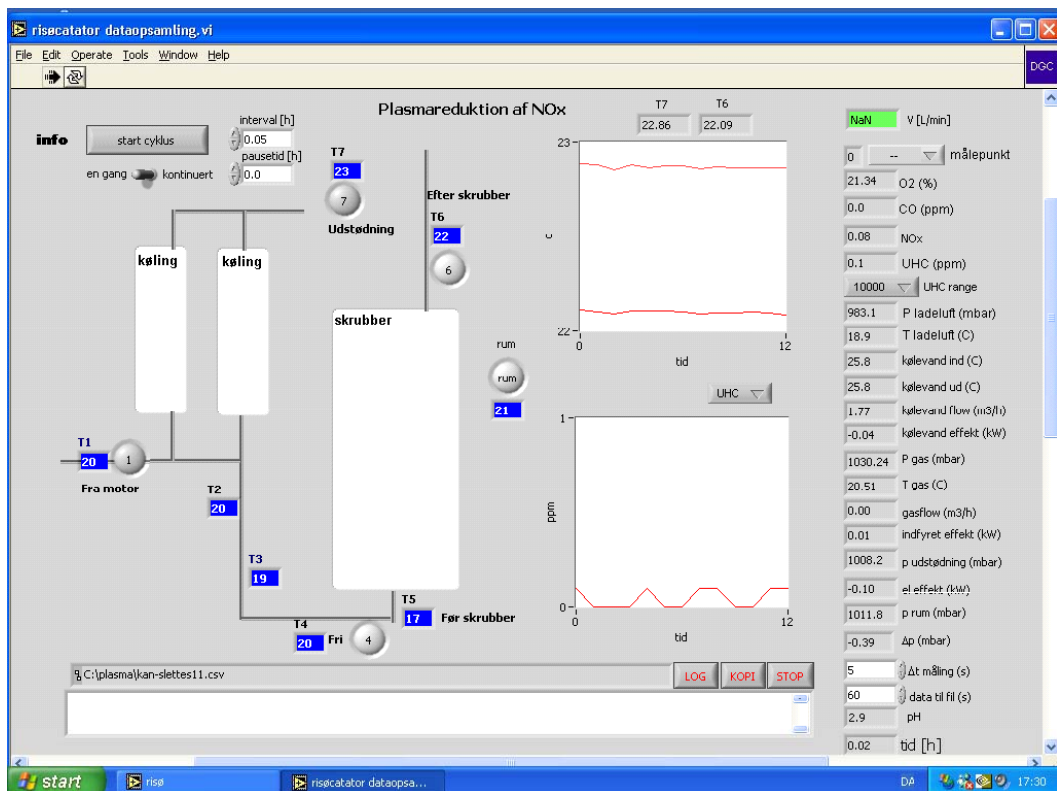 risøcatator dataopsamling.vi
File Edit Operate Tools Window Help
DGC
Plasmareduktion af NOx
info
start cyklus
interval [h]
0.05
pausetid [h]
0.0
en gang
kontinuert
T7
23
7
Udstødning
Efter skrubber
T6
22
6
køling
køling
skrubber
rum
rum
21
T1
20
1
Fra motor
T2
20
T3
19
T4
20
Fri
4
T5
17
Før skrubber
T7 T6
22.86 22.09
23
C
22
0 12
tid
UHC
1
ppm
0
0 12
tid
NaN V [L/min]
0 -- målepunkt
21.34 O2 (%)
0.0 CO (ppm)
0.08 NOx
0.1 UHC (ppm)
10000 UHC range
983.1 P ladeluft (mbar)
18.9 T ladeluft (C)
25.8 kølevand ind (C)
25.8 kølevand ud (C)
1.77 kølevand flow (m3/h)
-0.04 kølevand effekt (kW)
1030.24 P gas (mbar)
20.51 T gas (C)
0.00 gasflow (m3/h)
0.01 indfyret effekt (kW)
1008.2 p udstødning (mbar)
-0.10 el effekt (kW)
1011.8 p rum (mbar)
-0.39 Δp (mbar)
5 Δt måling (s)
60 data til fil (s)
2.9 pH
0.02 tid [h]
C:\plasma\kan-slettes11.csv
LOG KOPI STOP
start
risø
risøcatator dataopsa...
DA
17:30